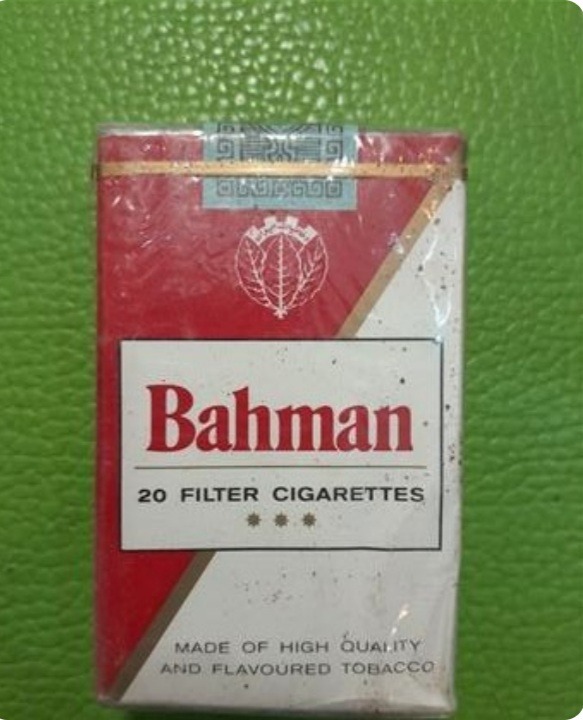 Bahman
20 FILTER CIGARETTES
MADE OF HIGH QUALITY
AND FLAVOURED TOBACCO